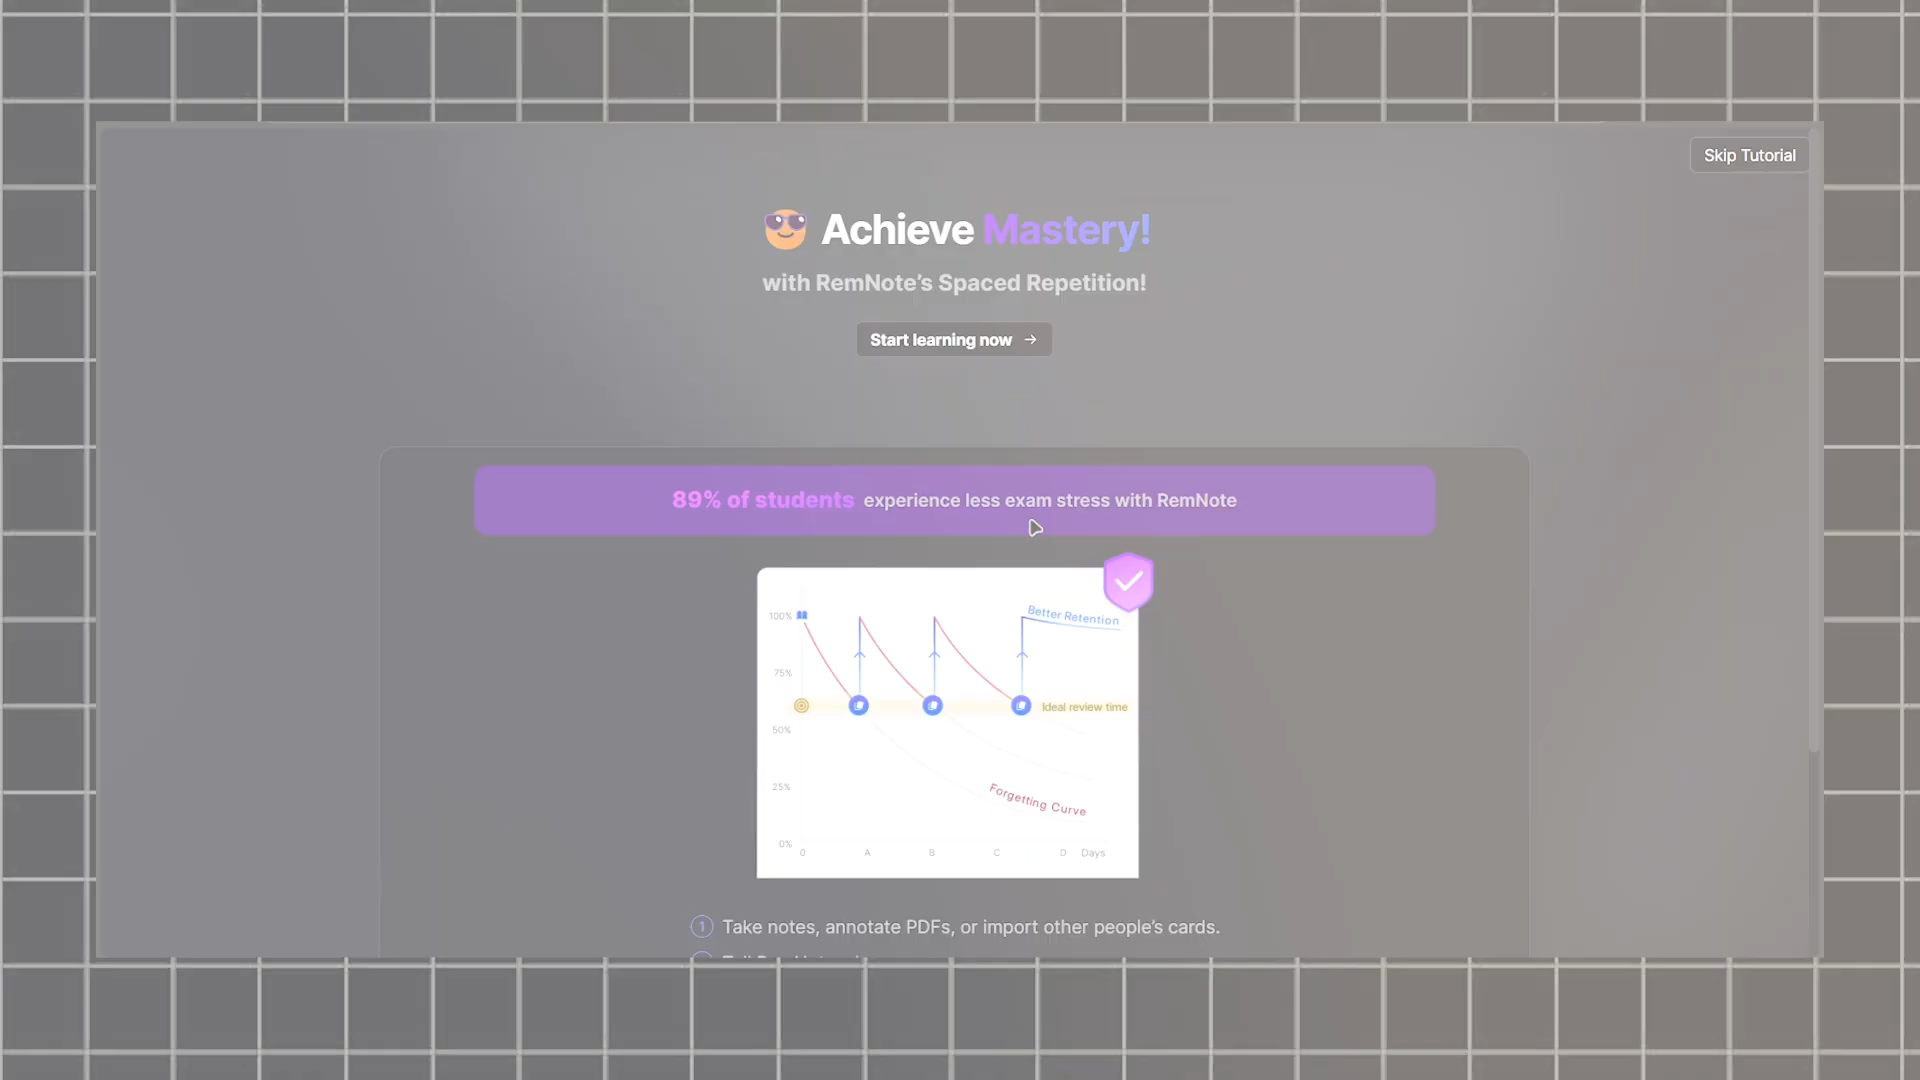 Skip Tutorial
Achieve Mastery!
with RemNote’s Spaced Repetition!
Start learning now
89% of students experience less exam stress with RemNote
100%
Better Retention
75%
Ideal review time
50%
25%
Forgetting Curve
0%
0 A B C D Days
1 Take notes, annotate PDFs, or import other people’s cards.